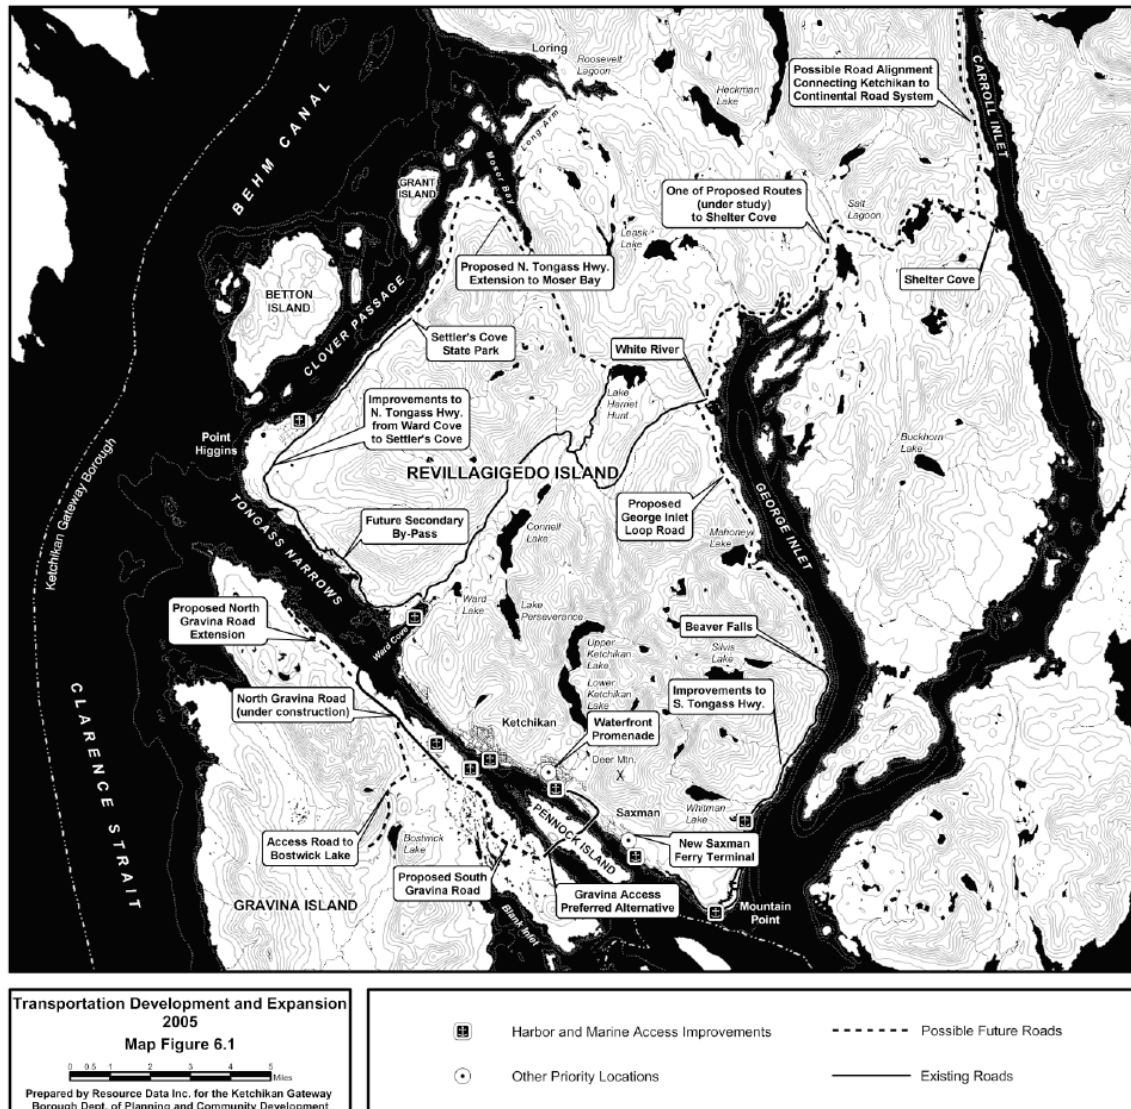 Loring
Roosevelt
Lagoon
Heckman
Lake
Possible Road Alignment
Connecting Ketchikan to
Continental Road System
CARROLL INLET
BEHM CANAL
Long Arm
Moser Bay
GRANT
ISLAND
One of Proposed Routes
(under study)
to Shelter Cove
Salt
Lagoon
Leask
Lake
Proposed N. Tongass Hwy.
Extension to Moser Bay
Shelter Cove
BETTON
ISLAND
CLOVER PASSAGE
Settler's Cove
State Park
White River
Lake
Harriet
Hunt
Improvements to
N. Tongass Hwy.
from Ward Cove
to Settler's Cove
Point
Higgins
Buckhorn
Lake
REVILLAGIGEDO ISLAND
Ketchikan Gateway Borough
TONGASS NARROWS
GEORGE INLET
Proposed
George Inlet
Loop Road
Future Secondary
By-Pass
Connell
Lake
Mahoney
Lake
Proposed North
Gravina Road
Extension
Ward
Lake
Lake
Perseverance
Ward Cove
Beaver Falls
Upper
Ketchikan
Lake
Silvis
Lake
Lower
Ketchikan
Lake
CLARENCE STRAIT
North Gravina Road
(under construction)
Improvements to
S. Tongass Hwy.
Ketchikan
Waterfront
Promenade
Deer Mtn.
PENNOCK ISLAND
Saxman
Whitman
Lake
Access Road to
Bostwick Lake
Bostwick
Lake
New Saxman
Ferry Terminal
Proposed South
Gravina Road
Gravina Access
Preferred Alternative
GRAVINA ISLAND
Blank Inlet
Mountain
Point
Transportation Development and Expansion
2005
Map Figure 6.1
0 0.5 1 2 3 4 5
Miles
Prepared by Resource Data Inc. for the Ketchikan Gateway
Borough Dept. of Planning and Community Development
Harbor and Marine Access Improvements
Possible Future Roads
Other Priority Locations
Existing Roads